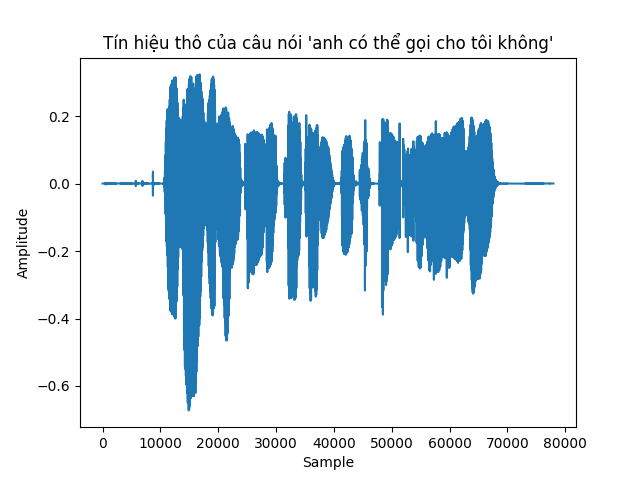 Tín hiệu thô của câu nói 'anh có thể gọi cho tôi không'
0.2
0.0
−0.2
−0.4
−0.6
Amplitude
0 10000 20000 30000 40000 50000 60000 70000 80000
Sample